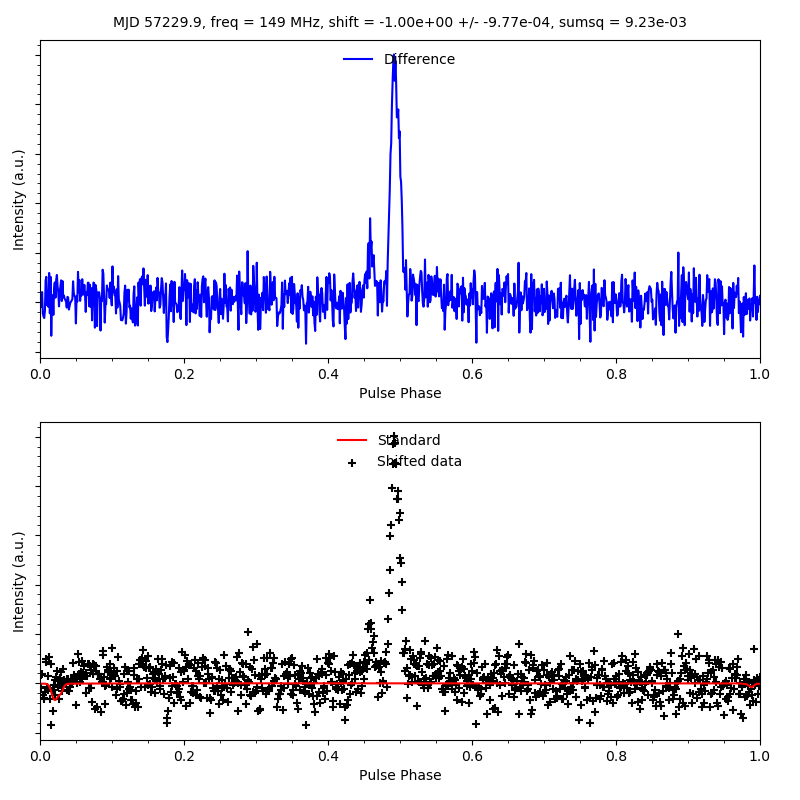 MJD 57229.9, freq = 149 MHz, shift = -1.00e+00 +/- -9.77e-04, sumsq = 9.23e-03
Difference
Intensity (a.u.)
0.0 0.2 0.4 0.6 0.8 1.0
Pulse Phase
Standard
Shifted data
Intensity (a.u.)
0.0 0.2 0.4 0.6 0.8 1.0
Pulse Phase